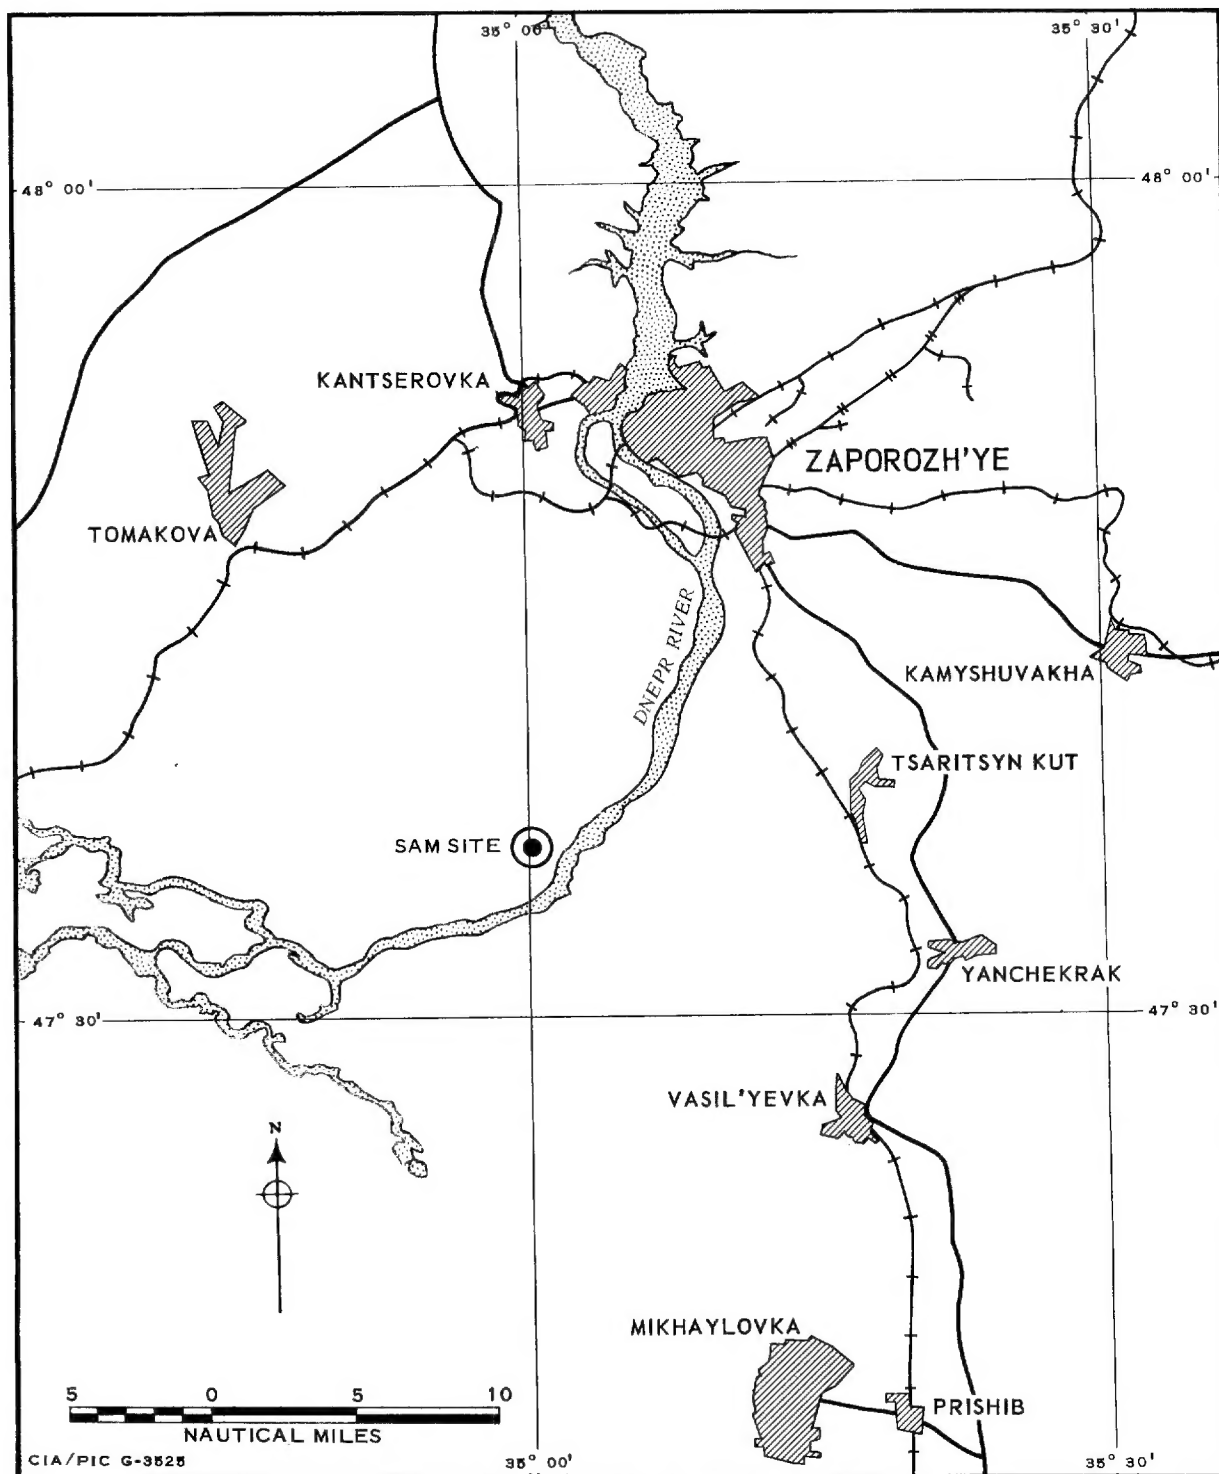 35° 00'
35° 30'
48° 00'
48° 00'
KANTSEROVKA
ZAPOROZH'YE
TOMAKOVA
DNEPR RIVER
KAMYSHUVAKHA
TSARITSYN KUT
SAM SITE
YANCHEKRAK
47° 30'
47° 30'
VASIL'YEVKA
N
MIKHAYLOVKA
5 0 5 10
PRISHIB
NAUTICAL MILES
CIA/PIC G-3525
35° 00'
35° 30'